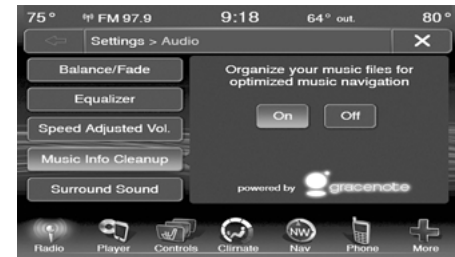 75° FM 97.9 9:18 64° out. 80°
Settings > Audio X
Balance/Fade
Organize your music files for
optimized music navigation
Equalizer
On Off
Speed Adjusted Vol.
Music Info Cleanup
Surround Sound
powered by gracenote
NW
Radio Player Controls Climate Nav Phone More